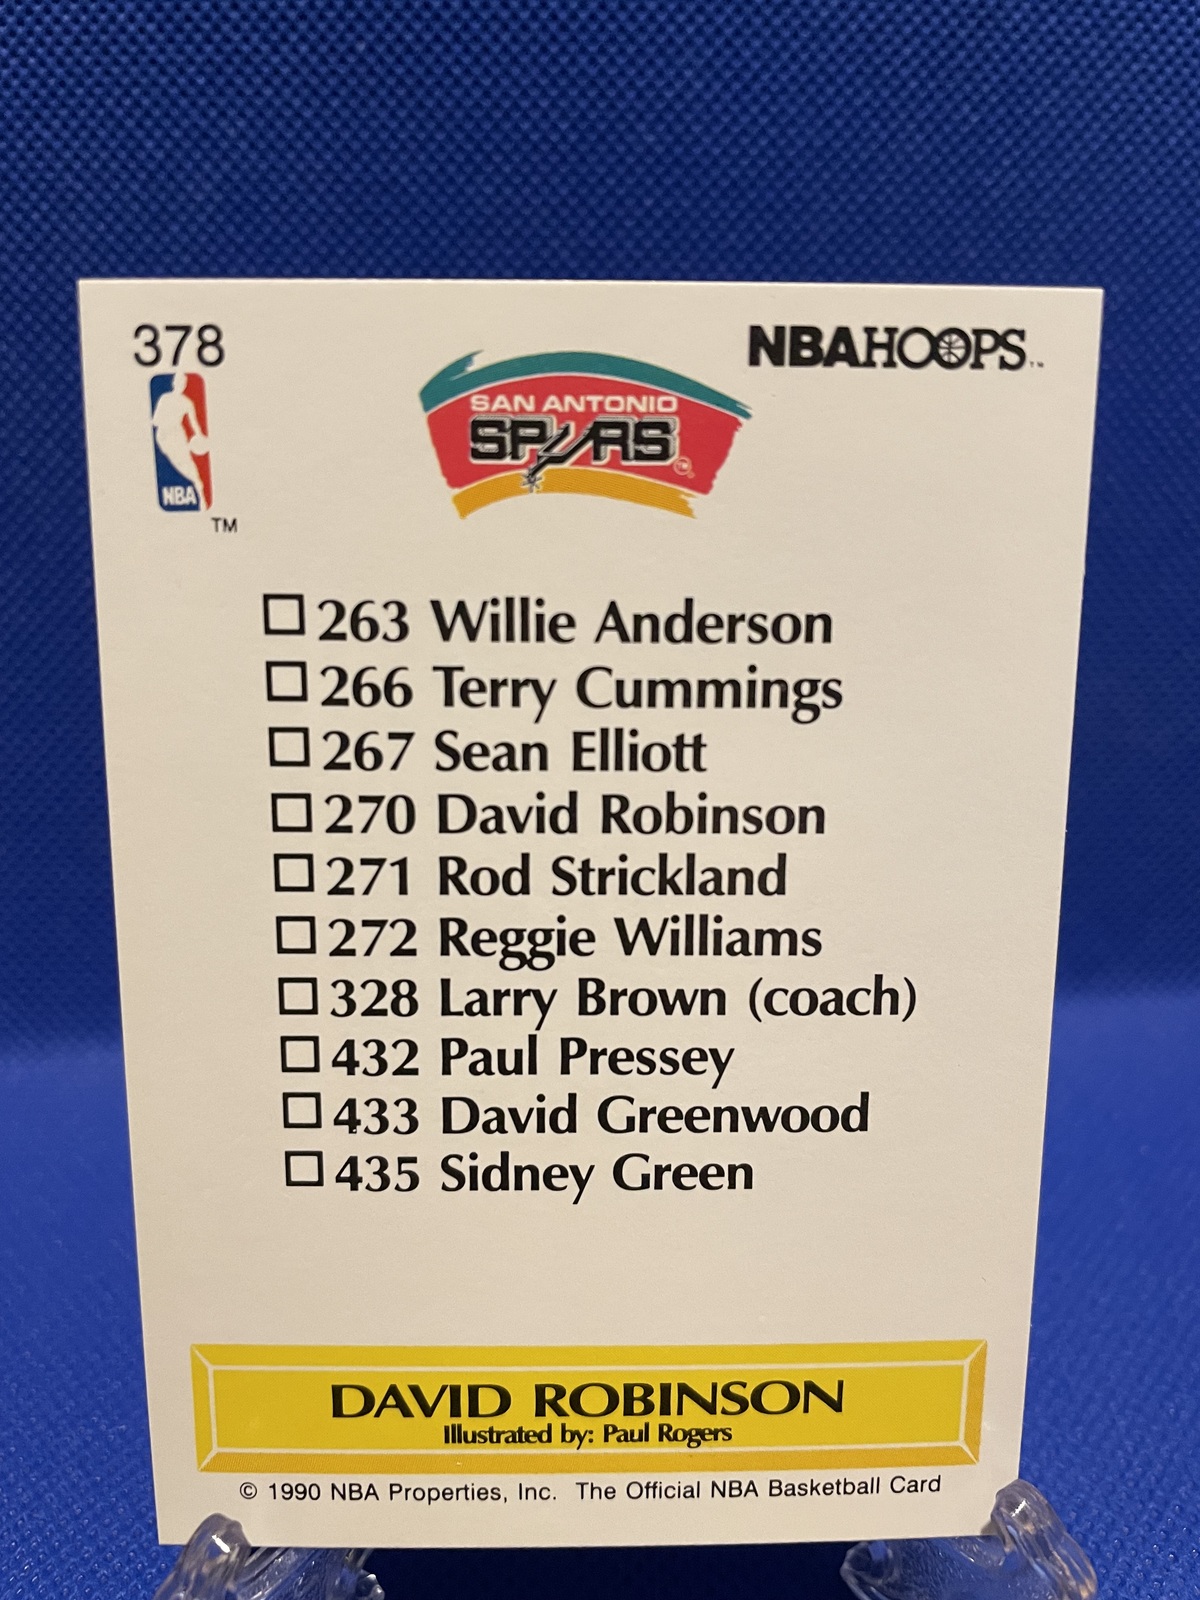 378
NBAHOOPS™
NBA
TM
SAN ANTONIO
SPURS
TM
263 Willie Anderson
266 Terry Cummings
267 Sean Elliott
270 David Robinson
271 Rod Strickland
272 Reggie Williams
328 Larry Brown (coach)
432 Paul Pressey
433 David Greenwood
435 Sidney Green
DAVID ROBINSON
Illustrated by: Paul Rogers
© 1990 NBA Properties, Inc. The Official NBA Basketball Card